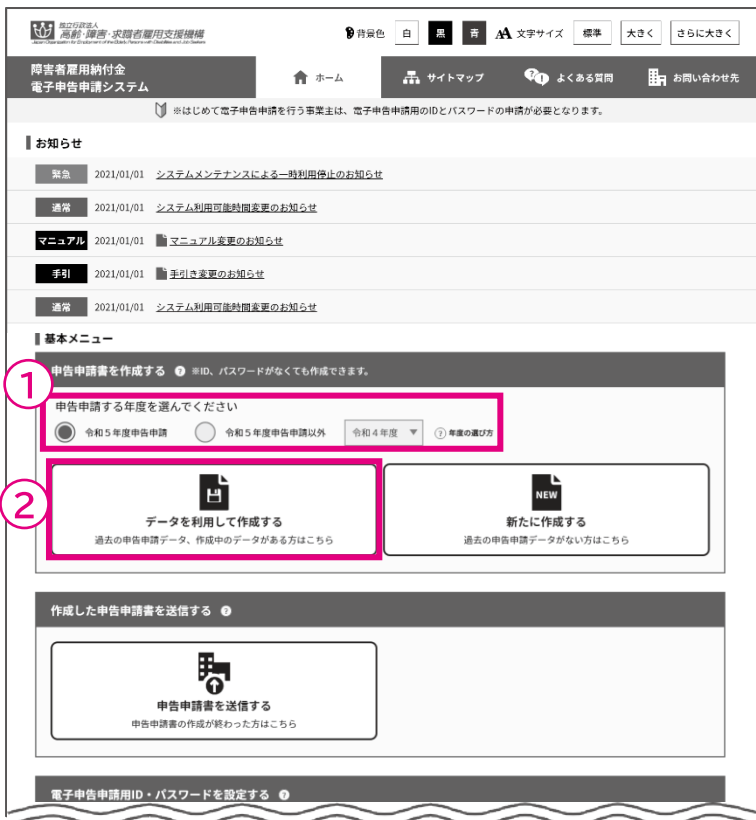 独立行政法人
高齢・障害・求職者雇用支援機構
Japan Organization for Employment of the Elderly, Persons with Disabilities and Job Seekers
背景色 白 黒 青 AA 文字サイズ 標準 大きく さらに大きく
障害者雇用納付金
電子申告申請システム
ホーム サイトマップ よくある質問 お問い合わせ先
※はじめて電子申告申請を行う事業主は、電子申告申請用のIDとパスワードの申請が必要となります。
お知らせ
緊急 2021/01/01 システムメンテナンスによる一時利用停止のお知らせ
通常 2021/01/01 システム利用可能時間変更のお知らせ
マニュアル 2021/01/01 マニュアル変更のお知らせ
手引 2021/01/01 手引き変更のお知らせ
通常 2021/01/01 システム利用可能時間変更のお知らせ
基本メニュー
申告申請書を作成する ? ※ID、パスワードがなくても作成できます。
1
申告申請する年度を選んでください
令和5年度申告申請 令和5年度申告申請以外 令和4年度 ▼ ? 年度の選び方
2
データを利用して作成する
過去の申告申請データ、作成中のデータがある方はこちら
NEW
新たに作成する
過去の申告申請データがない方はこちら
作成した申告申請書を送信する ?
申告申請書を送信する
申告申請書の作成が終わった方はこちら
電子申告申請用ID・パスワードを設定する ?